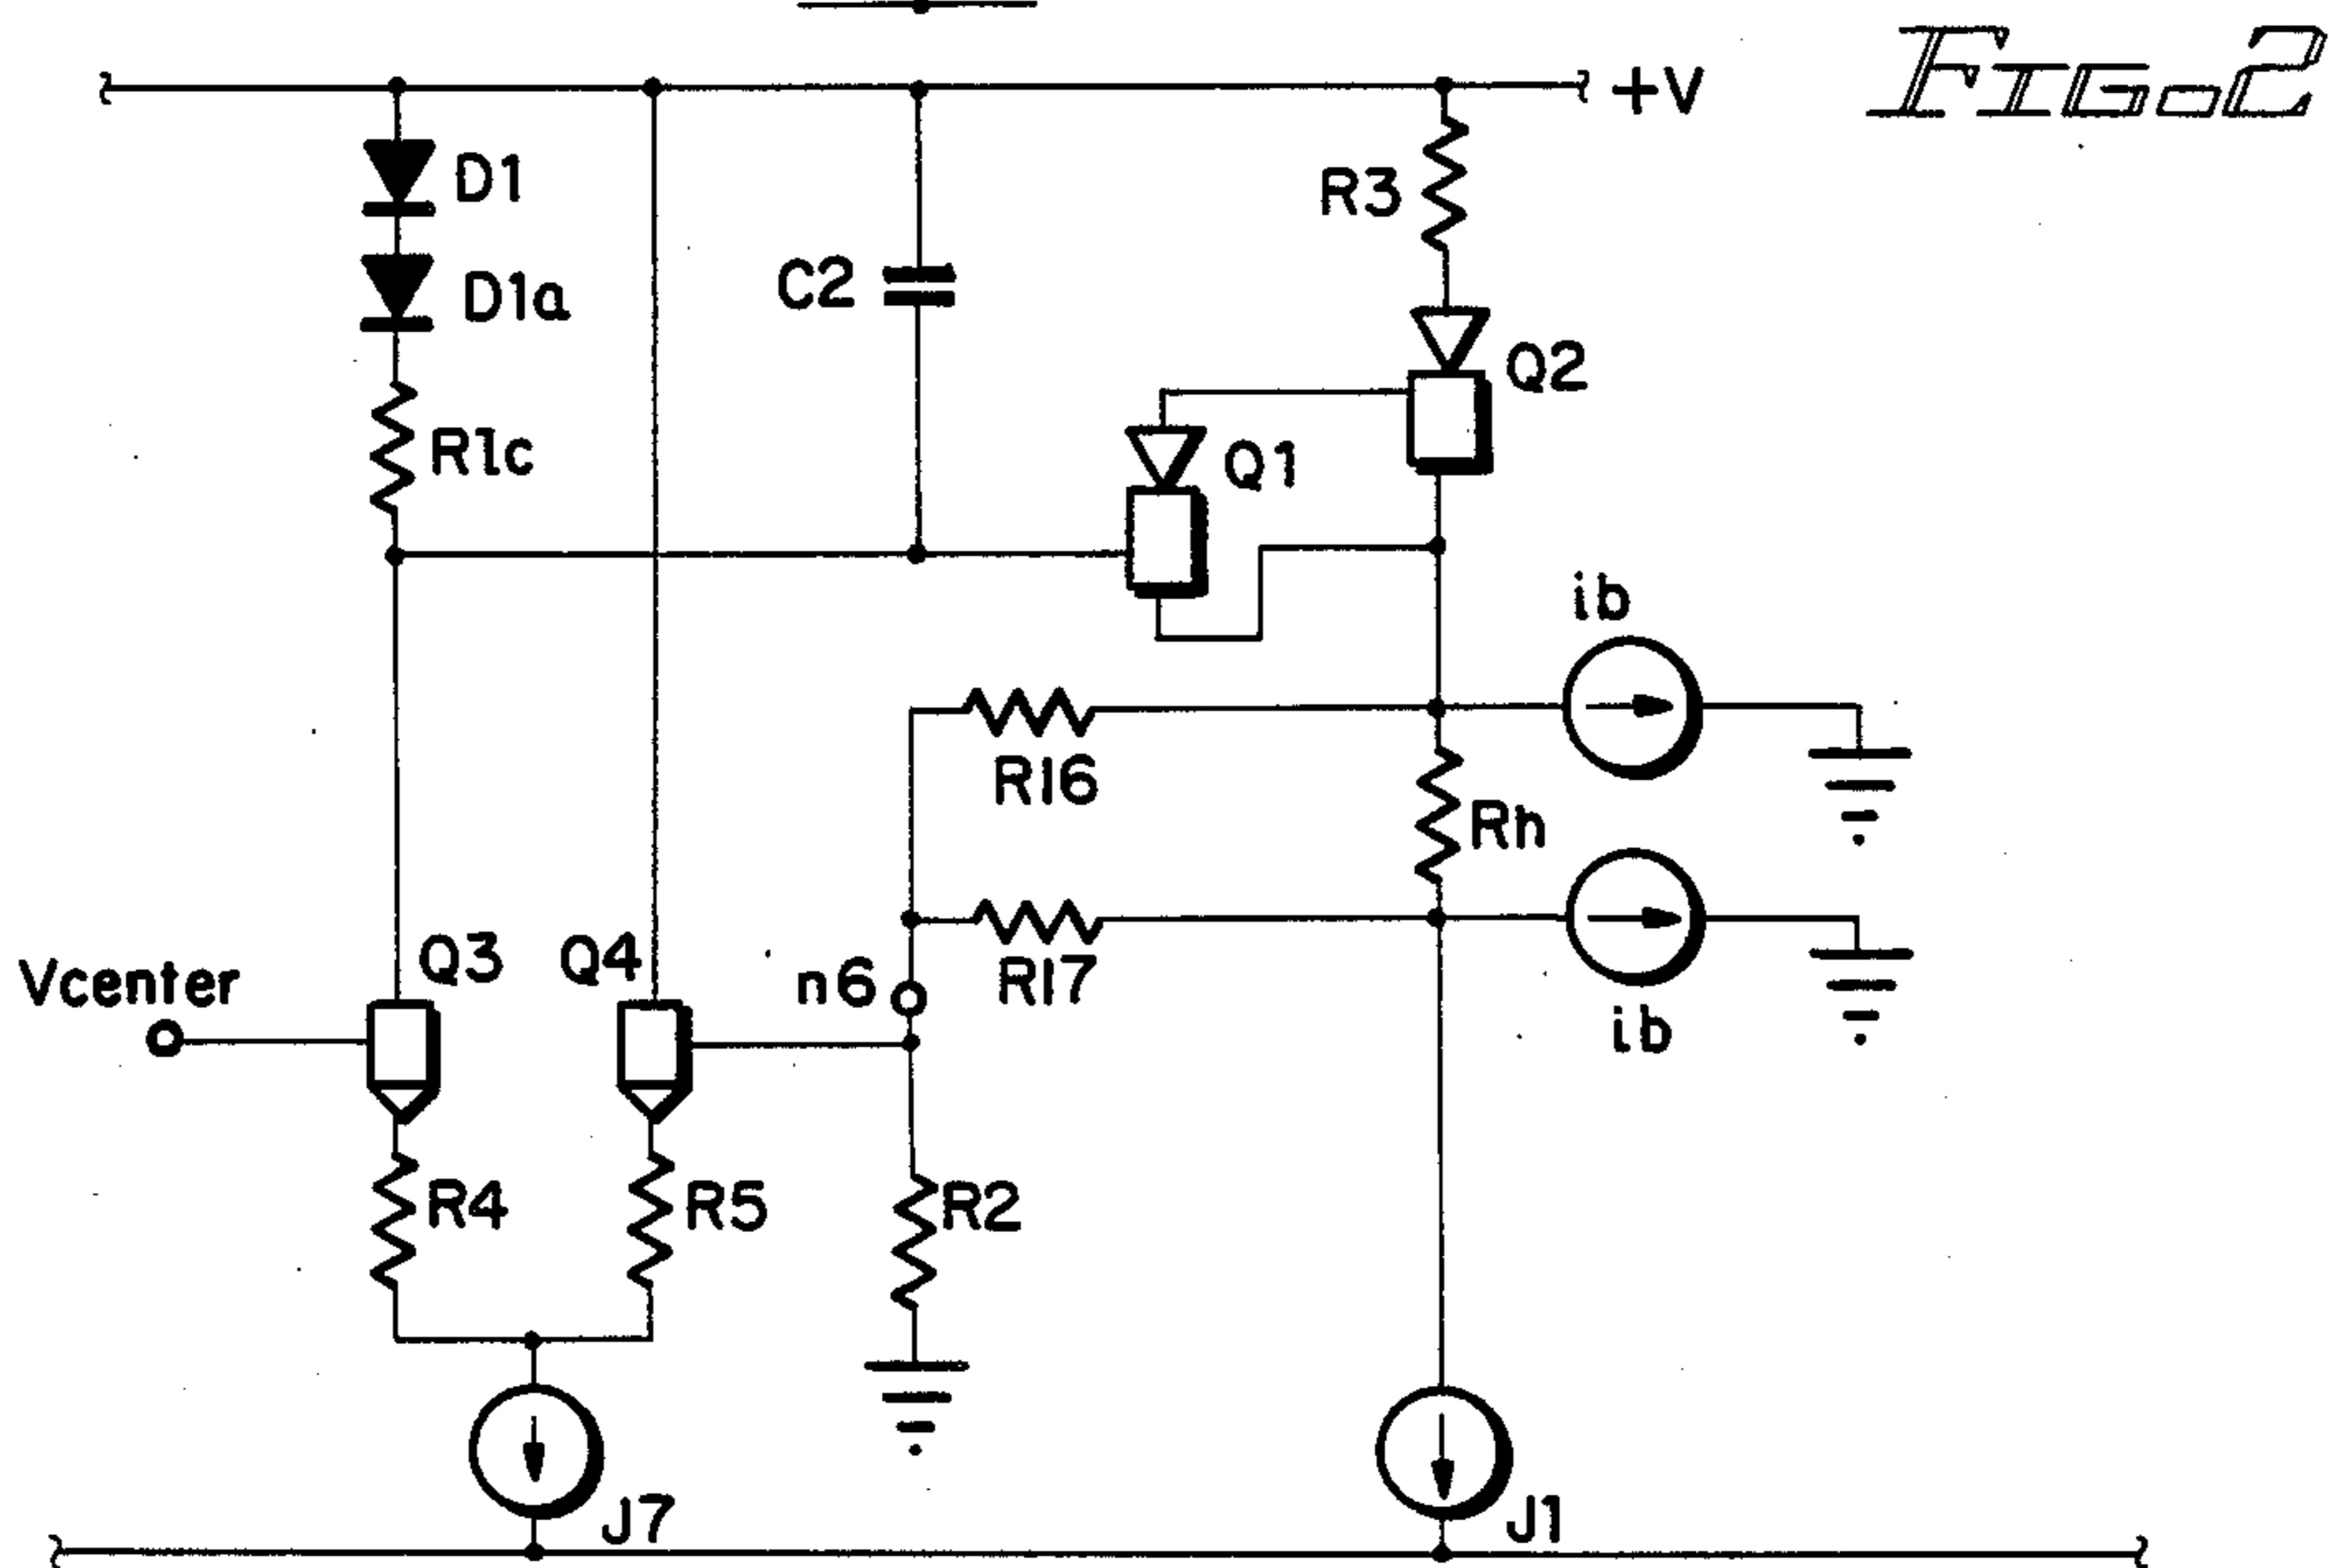 FIG. 2
+V
D1
R3
C2
D1a
Q2
R1c
Q1
ib
R16
Rh
Q3
Q4
Vcenter
n6
R17
ib
R4
R5
R2
J7
J1